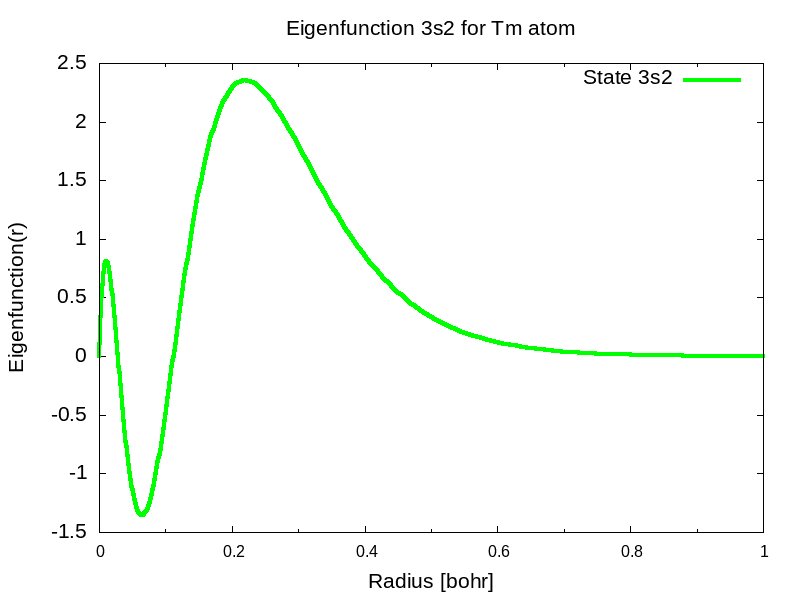 Eigenfunction 3s2 for Tm atom
State 3s2
2.5
2
1.5
1
0.5
0
-0.5
-1
-1.5
Eigenfunction(r)
0 0.2 0.4 0.6 0.8 1
Radius [bohr]